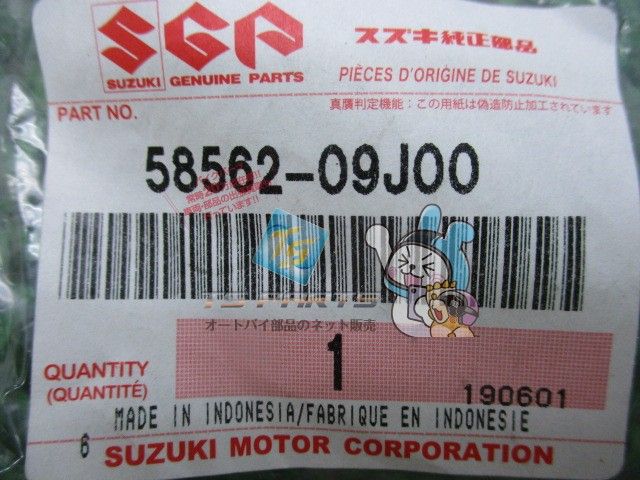 SGP スズキ純正部品
SUZUKI GENUINE PARTS PIÈCES D'ORIGINE DE SUZUKI
真贋判定機能：この用紙は偽造防止加工されています
PART NO.
58562-09J00
TS PARTS
オートバイ部品のネット販売
QUANTITY
(QUANTITÉ)
1
190601
MADE IN INDONESIA/FABRIQUE EN INDONESIE
6
SUZUKI MOTOR CORPORATION